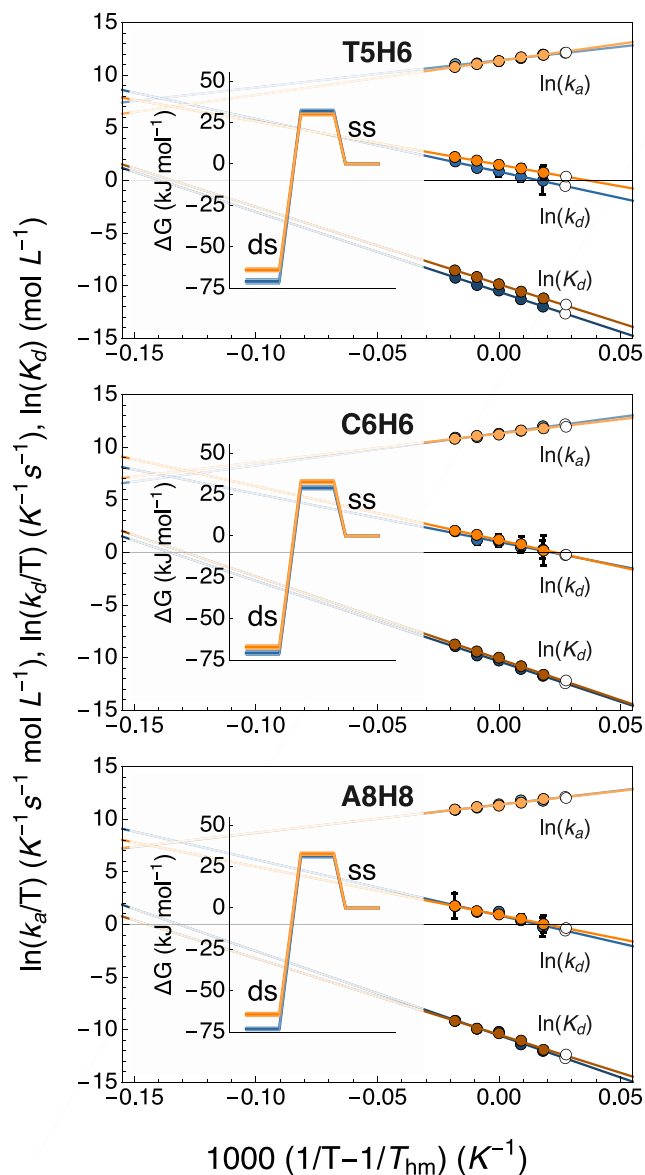 T5H6
15
10
5
0
−5
−10
−15
50
25
0
−25
−50
−75
ΔG (kJ mol⁻¹)
ds
ss
ln(kₐ)
ln(k_d)
ln(K_d)
−0.15
−0.10
−0.05
0.00
0.05
C6H6
15
10
5
0
−5
−10
−15
50
25
0
−25
−50
−75
ΔG (kJ mol⁻¹)
ds
ss
ln(kₐ)
ln(k_d)
ln(K_d)
−0.15
−0.10
−0.05
0.00
0.05
A8H8
15
10
5
0
−5
−10
−15
50
25
0
−25
−50
−75
ΔG (kJ mol⁻¹)
ds
ss
ln(kₐ)
ln(k_d)
ln(K_d)
−0.15
−0.10
−0.05
0.00
0.05
ln(kₐ/T) (K⁻¹ s⁻¹ mol L⁻¹), ln(k_d/T) (K⁻¹ s⁻¹), ln(K_d) (mol L⁻¹)
1000 (1/T−1/T_hm) (K⁻¹)